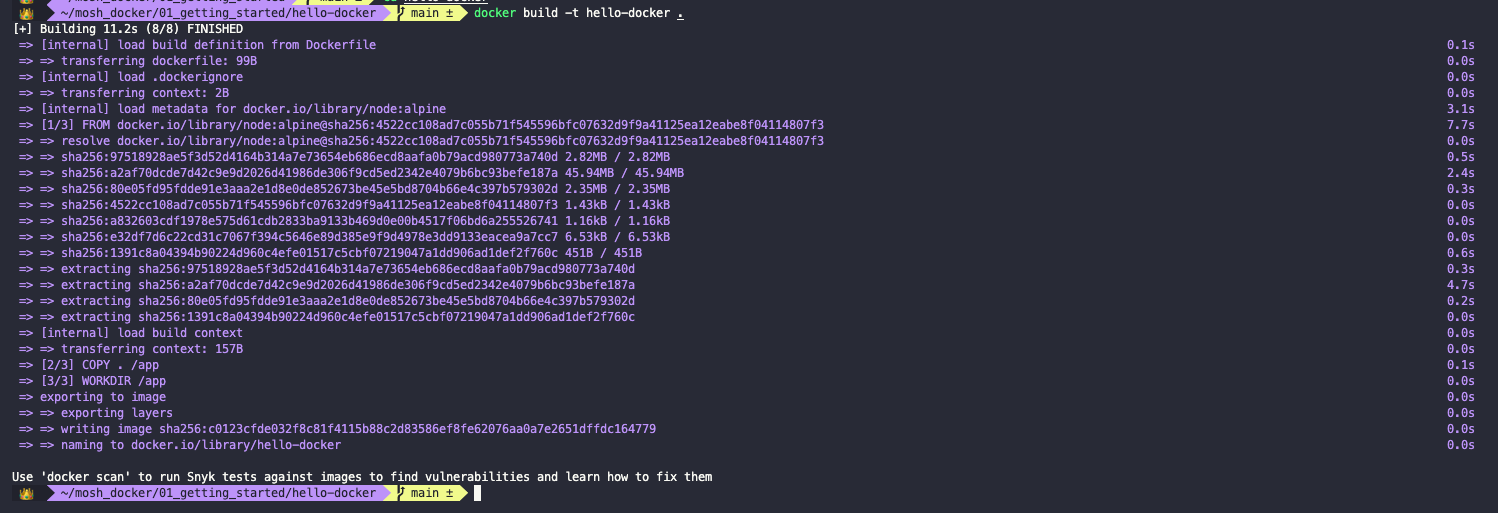 ~/mosh_docker/01_getting_started/hello-docker main ± docker build -t hello-docker .
[+] Building 11.2s (8/8) FINISHED
=> [internal] load build definition from Dockerfile 0.1s
=> => transferring dockerfile: 99B 0.0s
=> [internal] load .dockerignore 0.0s
=> => transferring context: 2B 0.0s
=> [internal] load metadata for docker.io/library/node:alpine 3.1s
=> [1/3] FROM docker.io/library/node:alpine@sha256:4522cc108ad7c055b71f545596bfc07632d9f9a41125ea12eabe8f04114807f3 7.7s
=> => resolve docker.io/library/node:alpine@sha256:4522cc108ad7c055b71f545596bfc07632d9f9a41125ea12eabe8f04114807f3 0.0s
=> => sha256:97518928ae5f3d52d4164b314a7e73654eb686ecd8aafa0b79acd980773a740d 2.82MB / 2.82MB 0.5s
=> => sha256:a2af70dcde7d42c9e9d2026d41986de306f9cd5ed2342e4079b6bc93befe187a 45.94MB / 45.94MB 2.4s
=> => sha256:80e05fd95fdde91e3aaa2e1d8e0de852673be45e5bd8704b66e4c397b579302d 2.35MB / 2.35MB 0.3s
=> => sha256:4522cc108ad7c055b71f545596bfc07632d9f9a41125ea12eabe8f04114807f3 1.43kB / 1.43kB 0.0s
=> => sha256:a832603cdf1978e575d61cdb2833ba9133b469d0e00b4517f06bd6a255526741 1.16kB / 1.16kB 0.0s
=> => sha256:e32df7d6c22cd31c7067f394c5646e89d385e9f9d4978e3dd9133eacea9a7cc7 6.53kB / 6.53kB 0.0s
=> => sha256:1391c8a04394b90224d960c4efe01517c5cbf07219047a1dd906ad1def2f760c 451B / 451B 0.6s
=> => extracting sha256:97518928ae5f3d52d4164b314a7e73654eb686ecd8aafa0b79acd980773a740d 0.3s
=> => extracting sha256:a2af70dcde7d42c9e9d2026d41986de306f9cd5ed2342e4079b6bc93befe187a 4.7s
=> => extracting sha256:80e05fd95fdde91e3aaa2e1d8e0de852673be45e5bd8704b66e4c397b579302d 0.2s
=> => extracting sha256:1391c8a04394b90224d960c4efe01517c5cbf07219047a1dd906ad1def2f760c 0.0s
=> [internal] load build context 0.0s
=> => transferring context: 157B 0.0s
=> [2/3] COPY . /app 0.1s
=> [3/3] WORKDIR /app 0.0s
=> exporting to image 0.0s
=> => exporting layers 0.0s
=> => writing image sha256:c0123cfde032f8c81f4115b88c2d83586ef8fe62076aa0a7e2651dffdc164779 0.0s
=> => naming to docker.io/library/hello-docker 0.0s
Use 'docker scan' to run Snyk tests against images to find vulnerabilities and learn how to fix them
~/mosh_docker/01_getting_started/hello-docker main ±